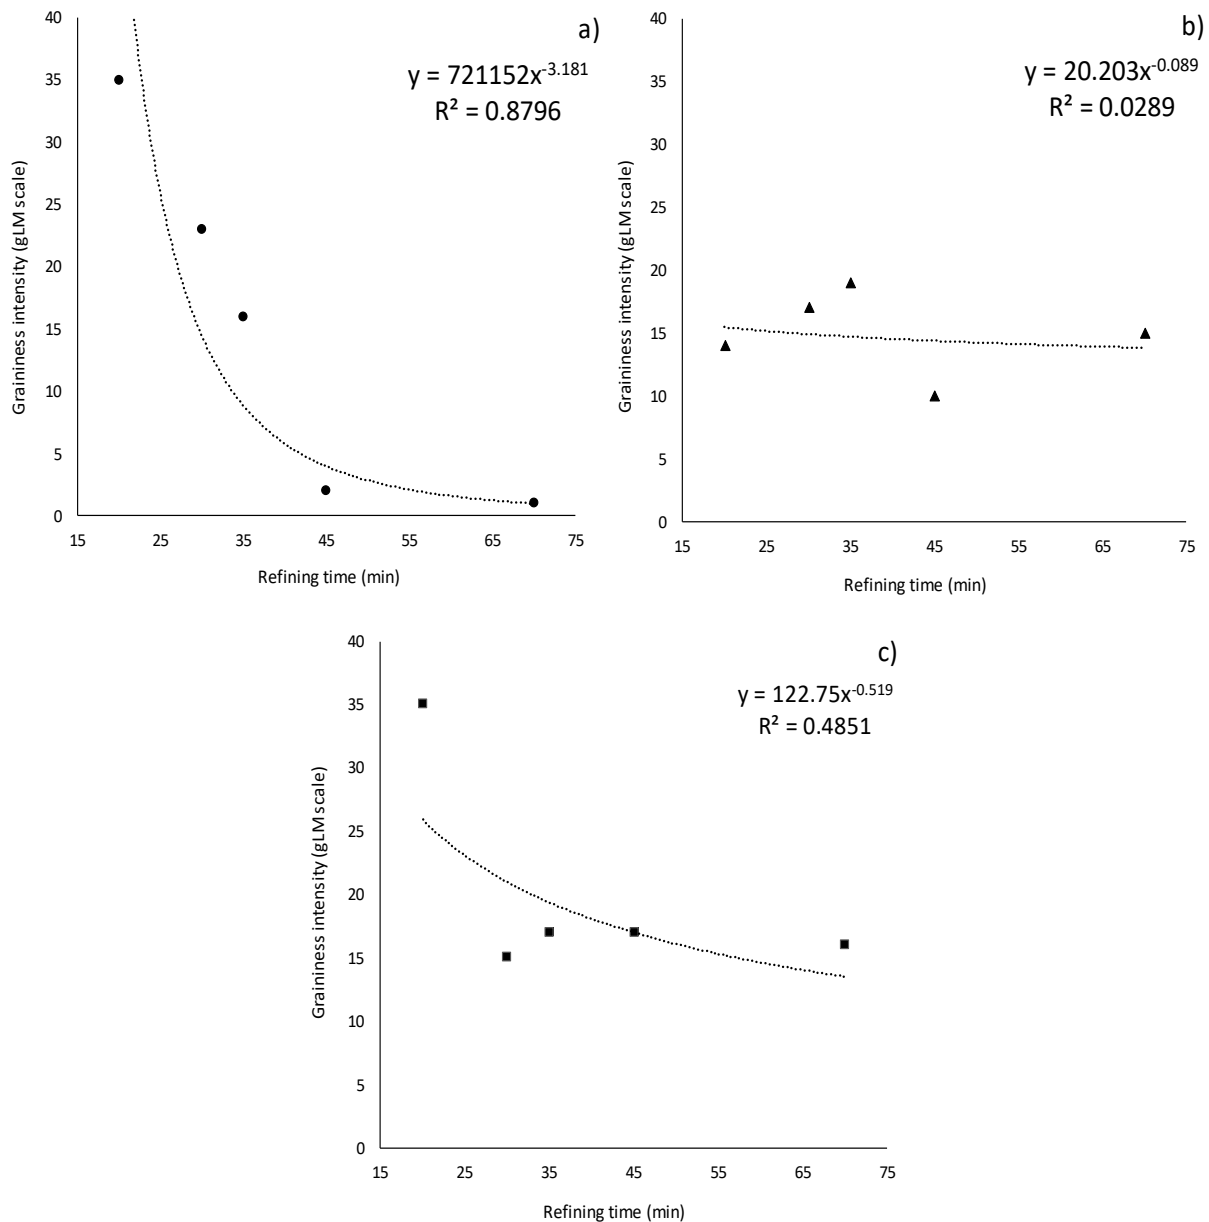 a)
y = 721152x^-3.181
R² = 0.8796
Graininess intensity (gLM scale)
40
35
30
25
20
15
10
5
0
15 25 35 45 55 65 75
Refining time (min)
b)
y = 20.203x^-0.089
R² = 0.0289
Graininess intensity (gLM scale)
40
35
30
25
20
15
10
5
0
15 25 35 45 55 65 75
Refining time (min)
c)
y = 122.75x^-0.519
R² = 0.4851
Graininess intensity (gLM scale)
40
35
30
25
20
15
10
5
0
15 25 35 45 55 65 75
Refining time (min)